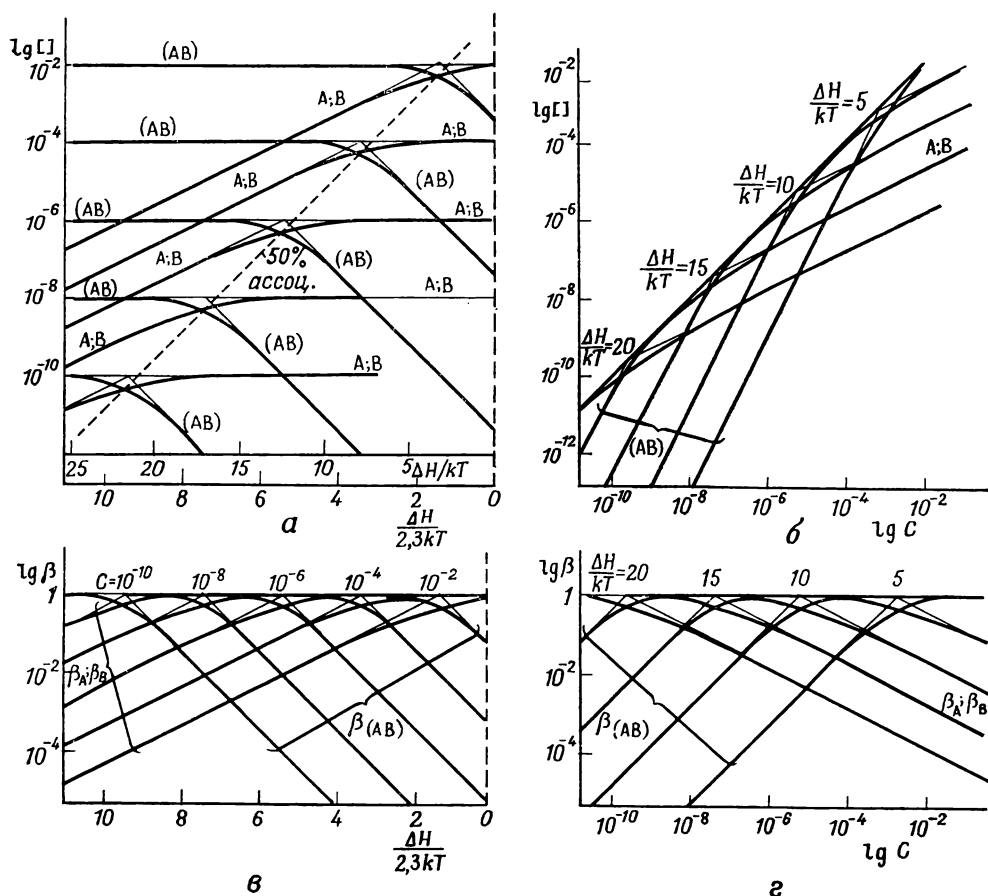 lg[]
10⁻²
10⁻⁴
10⁻⁶
10⁻⁸
10⁻¹⁰
(AB)
A;B
(AB)
A;B
A;B
(AB)
(AB)
A;B
A;B
50%
ассоц.
(AB)
(AB)
A;B
A;B
(AB)
(AB)
25 20 15 10 5 ΔH/kT
10 8 6 4 2 0
ΔH/2,3kT
а
lg[]
10⁻²
10⁻⁴
10⁻⁶
10⁻⁸
10⁻¹⁰
10⁻¹²
ΔH/kT=5
ΔH/kT=10
ΔH/kT=15
ΔH/kT=20
A;B
(AB)
10⁻¹⁰ 10⁻⁸ 10⁻⁶ 10⁻⁴ 10⁻²
lg C
б
lg β
C=10⁻¹⁰ 10⁻⁸ 10⁻⁶ 10⁻⁴ 10⁻²
1
10⁻²
10⁻⁴
β_A;β_B
β_(AB)
10 8 6 4 2 0
ΔH/2,3kT
в
lg β
ΔH/kT=20 15 10 5
1
10⁻²
10⁻⁴
β_A;β_B
β_(AB)
10⁻¹⁰ 10⁻⁸ 10⁻⁶ 10⁻⁴ 10⁻²
lg C
г